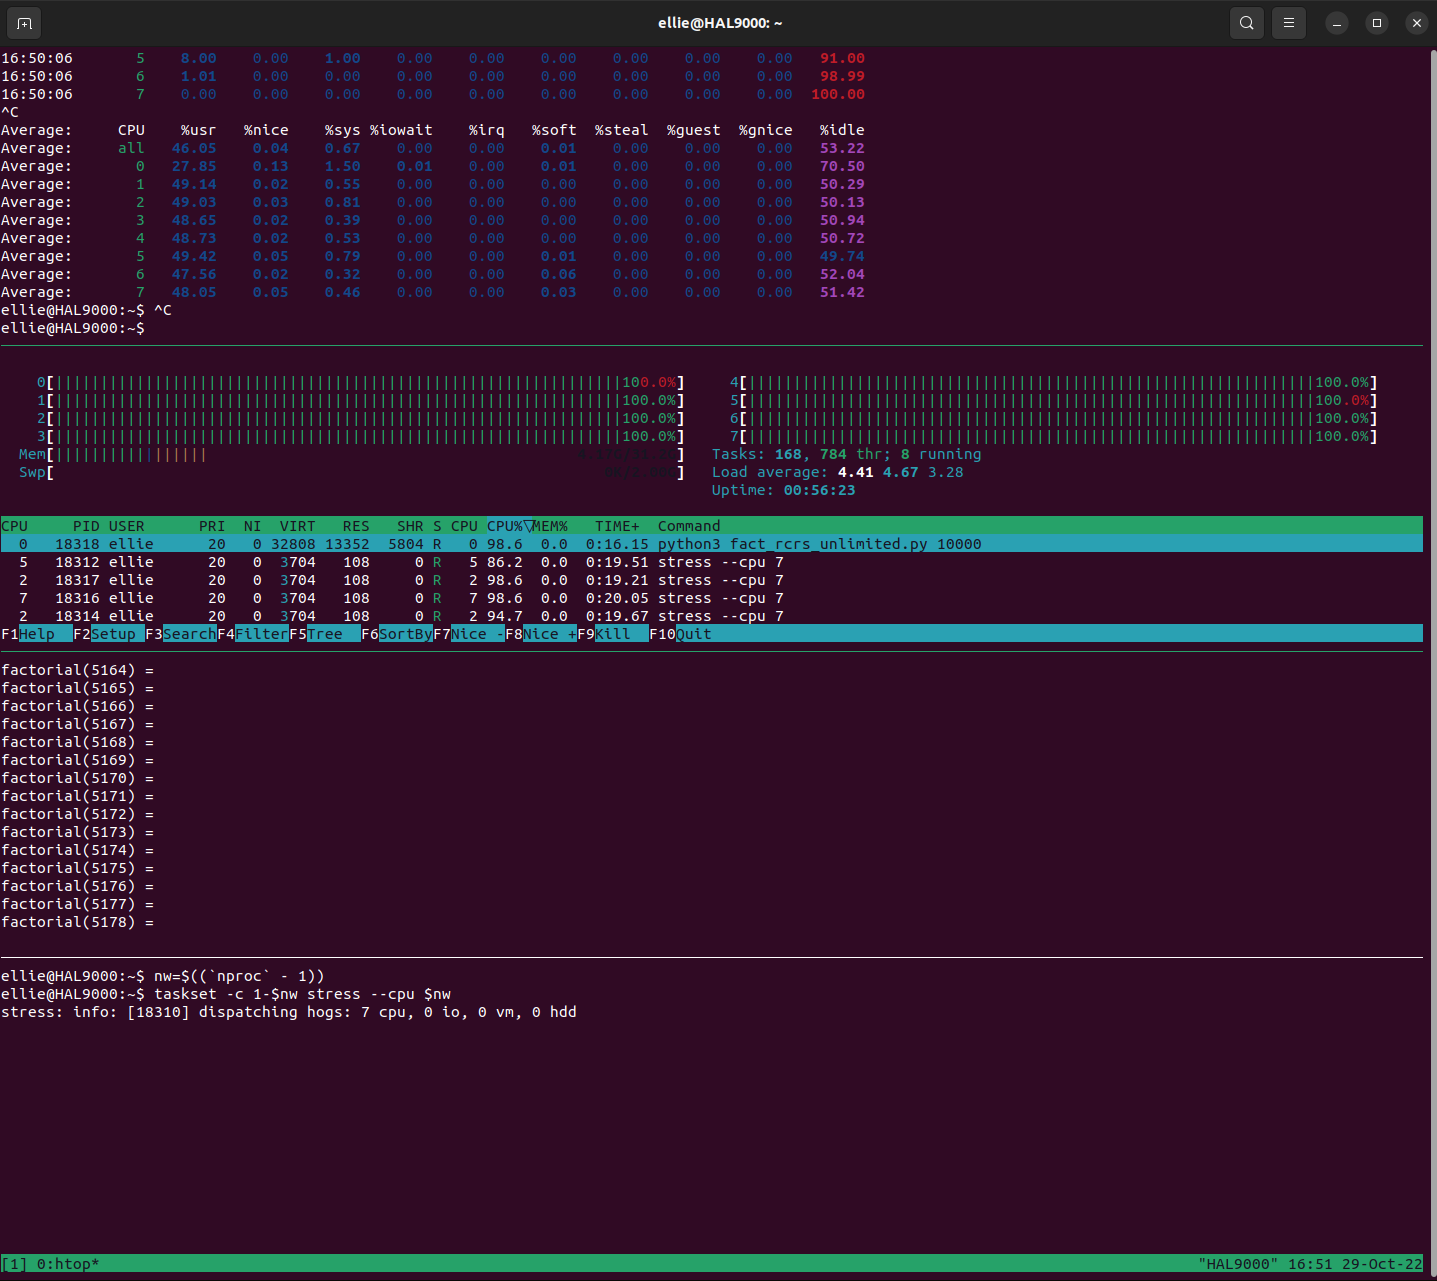 ellie@HAL9000: ~
16:50:06 5 8.00 0.00 1.00 0.00 0.00 0.00 0.00 0.00 0.00 91.00
16:50:06 6 1.01 0.00 0.00 0.00 0.00 0.00 0.00 0.00 0.00 98.99
16:50:06 7 0.00 0.00 0.00 0.00 0.00 0.00 0.00 0.00 0.00 100.00
^C
Average: CPU %usr %nice %sys %iowait %irq %soft %steal %guest %gnice %idle
Average: all 46.05 0.04 0.67 0.00 0.00 0.01 0.00 0.00 0.00 53.22
Average: 0 27.85 0.13 1.50 0.01 0.00 0.01 0.00 0.00 0.00 70.50
Average: 1 49.14 0.02 0.55 0.00 0.00 0.00 0.00 0.00 0.00 50.29
Average: 2 49.03 0.03 0.81 0.00 0.00 0.00 0.00 0.00 0.00 50.13
Average: 3 48.65 0.02 0.39 0.00 0.00 0.00 0.00 0.00 0.00 50.94
Average: 4 48.73 0.02 0.53 0.00 0.00 0.00 0.00 0.00 0.00 50.72
Average: 5 49.42 0.05 0.79 0.00 0.00 0.01 0.00 0.00 0.00 49.74
Average: 6 47.56 0.02 0.32 0.00 0.00 0.06 0.00 0.00 0.00 52.04
Average: 7 48.05 0.05 0.46 0.00 0.00 0.03 0.00 0.00 0.00 51.42
ellie@HAL9000:~$ ^C
ellie@HAL9000:~$
0[100.0%] 4[100.0%]
1[100.0%] 5[100.0%]
2[100.0%] 6[100.0%]
3[100.0%] 7[100.0%]
Mem[ ] Tasks: 168, 784 thr; 8 running
Swp[ ] Load average: 4.41 4.67 3.28
Uptime: 00:56:23
CPU PID USER PRI NI VIRT RES SHR S CPU CPU%▽MEM% TIME+ Command
0 18318 ellie 20 0 32808 13352 5804 R 0 98.6 0.0 0:16.15 python3 fact_rcrs_unlimited.py 10000
5 18312 ellie 20 0 3704 108 0 R 5 86.2 0.0 0:19.51 stress --cpu 7
2 18317 ellie 20 0 3704 108 0 R 2 98.6 0.0 0:19.21 stress --cpu 7
7 18316 ellie 20 0 3704 108 0 R 7 98.6 0.0 0:20.05 stress --cpu 7
2 18314 ellie 20 0 3704 108 0 R 2 94.7 0.0 0:19.67 stress --cpu 7
F1Help F2Setup F3SearchF4FilterF5Tree F6SortByF7Nice -F8Nice +F9Kill F10Quit
factorial(5164) =
factorial(5165) =
factorial(5166) =
factorial(5167) =
factorial(5168) =
factorial(5169) =
factorial(5170) =
factorial(5171) =
factorial(5172) =
factorial(5173) =
factorial(5174) =
factorial(5175) =
factorial(5176) =
factorial(5177) =
factorial(5178) =
ellie@HAL9000:~$ nw=$((`nproc` - 1))
ellie@HAL9000:~$ taskset -c 1-$nw stress --cpu $nw
stress: info: [18310] dispatching hogs: 7 cpu, 0 io, 0 vm, 0 hdd
[1] 0:htop* "HAL9000" 16:51 29-Oct-22